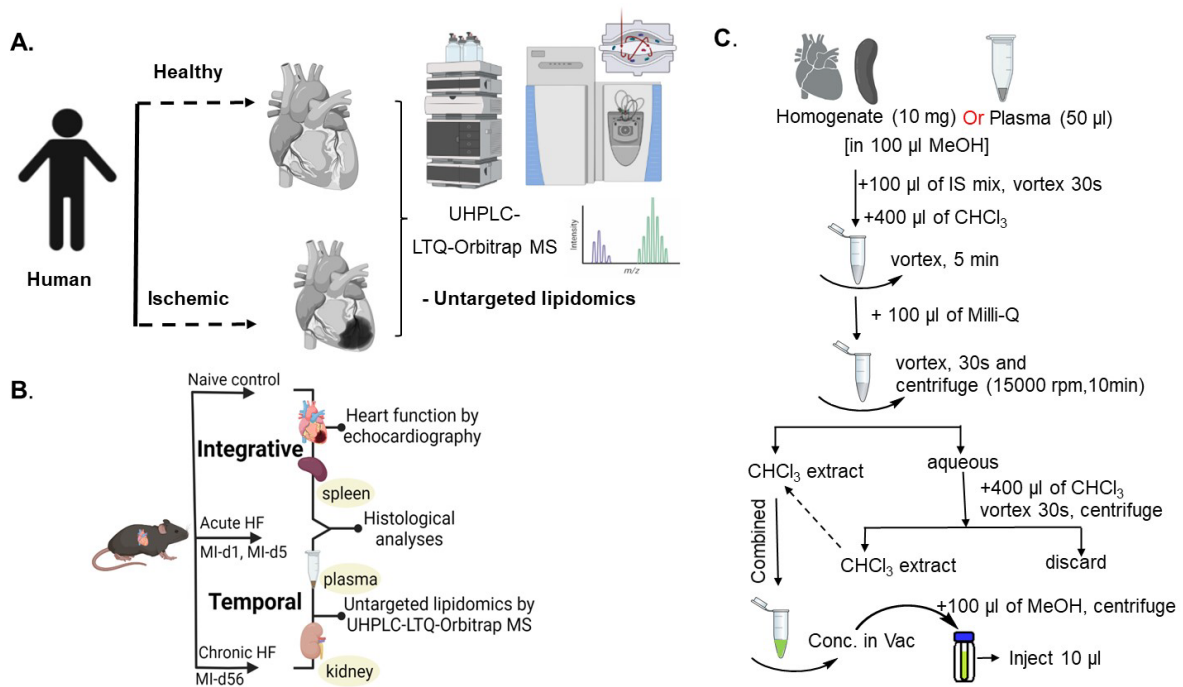 A.
Healthy
Human
Ischemic
UHPLC-
LTQ-Orbitrap MS
Intensity
m/z
- Untargeted lipidomics
B.
Naive control
Integrative
Heart function by
echocardiography
spleen
Acute HF
MI-d1, MI-d5
Histological
analyses
plasma
Temporal
Untargeted lipidomics by
UHPLC-LTQ-Orbitrap MS
Chronic HF
MI-d56
kidney
C.
Homogenate (10 mg) Or Plasma (50 µl)
[in 100 µl MeOH]
+100 µl of IS mix, vortex 30s
+400 µl of CHCl₃
vortex, 5 min
+ 100 µl of Milli-Q
vortex, 30s and
centrifuge (15000 rpm,10min)
CHCl₃ extract
aqueous
+400 µl of CHCl₃
vortex 30s, centrifuge
Combined
CHCl₃ extract
discard
+100 µl of MeOH, centrifuge
Conc. in Vac
Inject 10 µl